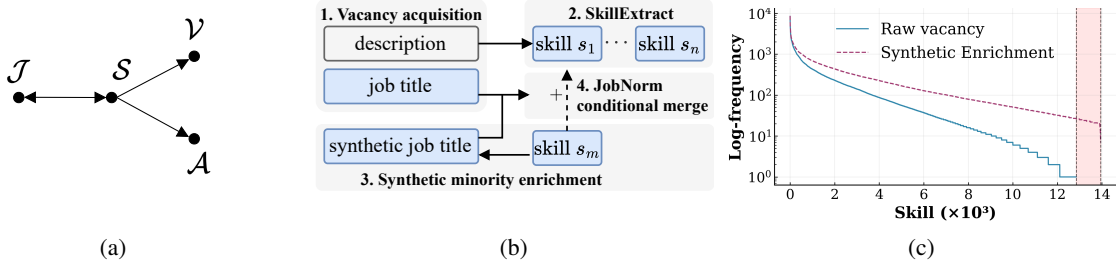 𝒥
𝒮
𝒱
𝒜
(a)
1. Vacancy acquisition
description
job title
synthetic job title
2. SkillExtract
skill s₁ ··· skill sₙ
+
4. JobNorm
conditional merge
skill sₘ
3. Synthetic minority enrichment
(b)
Log-frequency
10⁴
10³
10²
10¹
10⁰
Raw vacancy
Synthetic Enrichment
0 2 4 6 8 10 12 14
Skill (×10³)
(c)